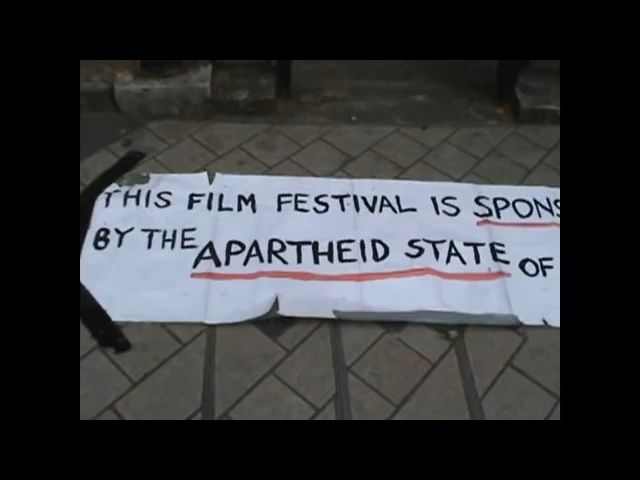 THIS FILM FESTIVAL IS SPONS
BY THE APARTHEID STATE OF